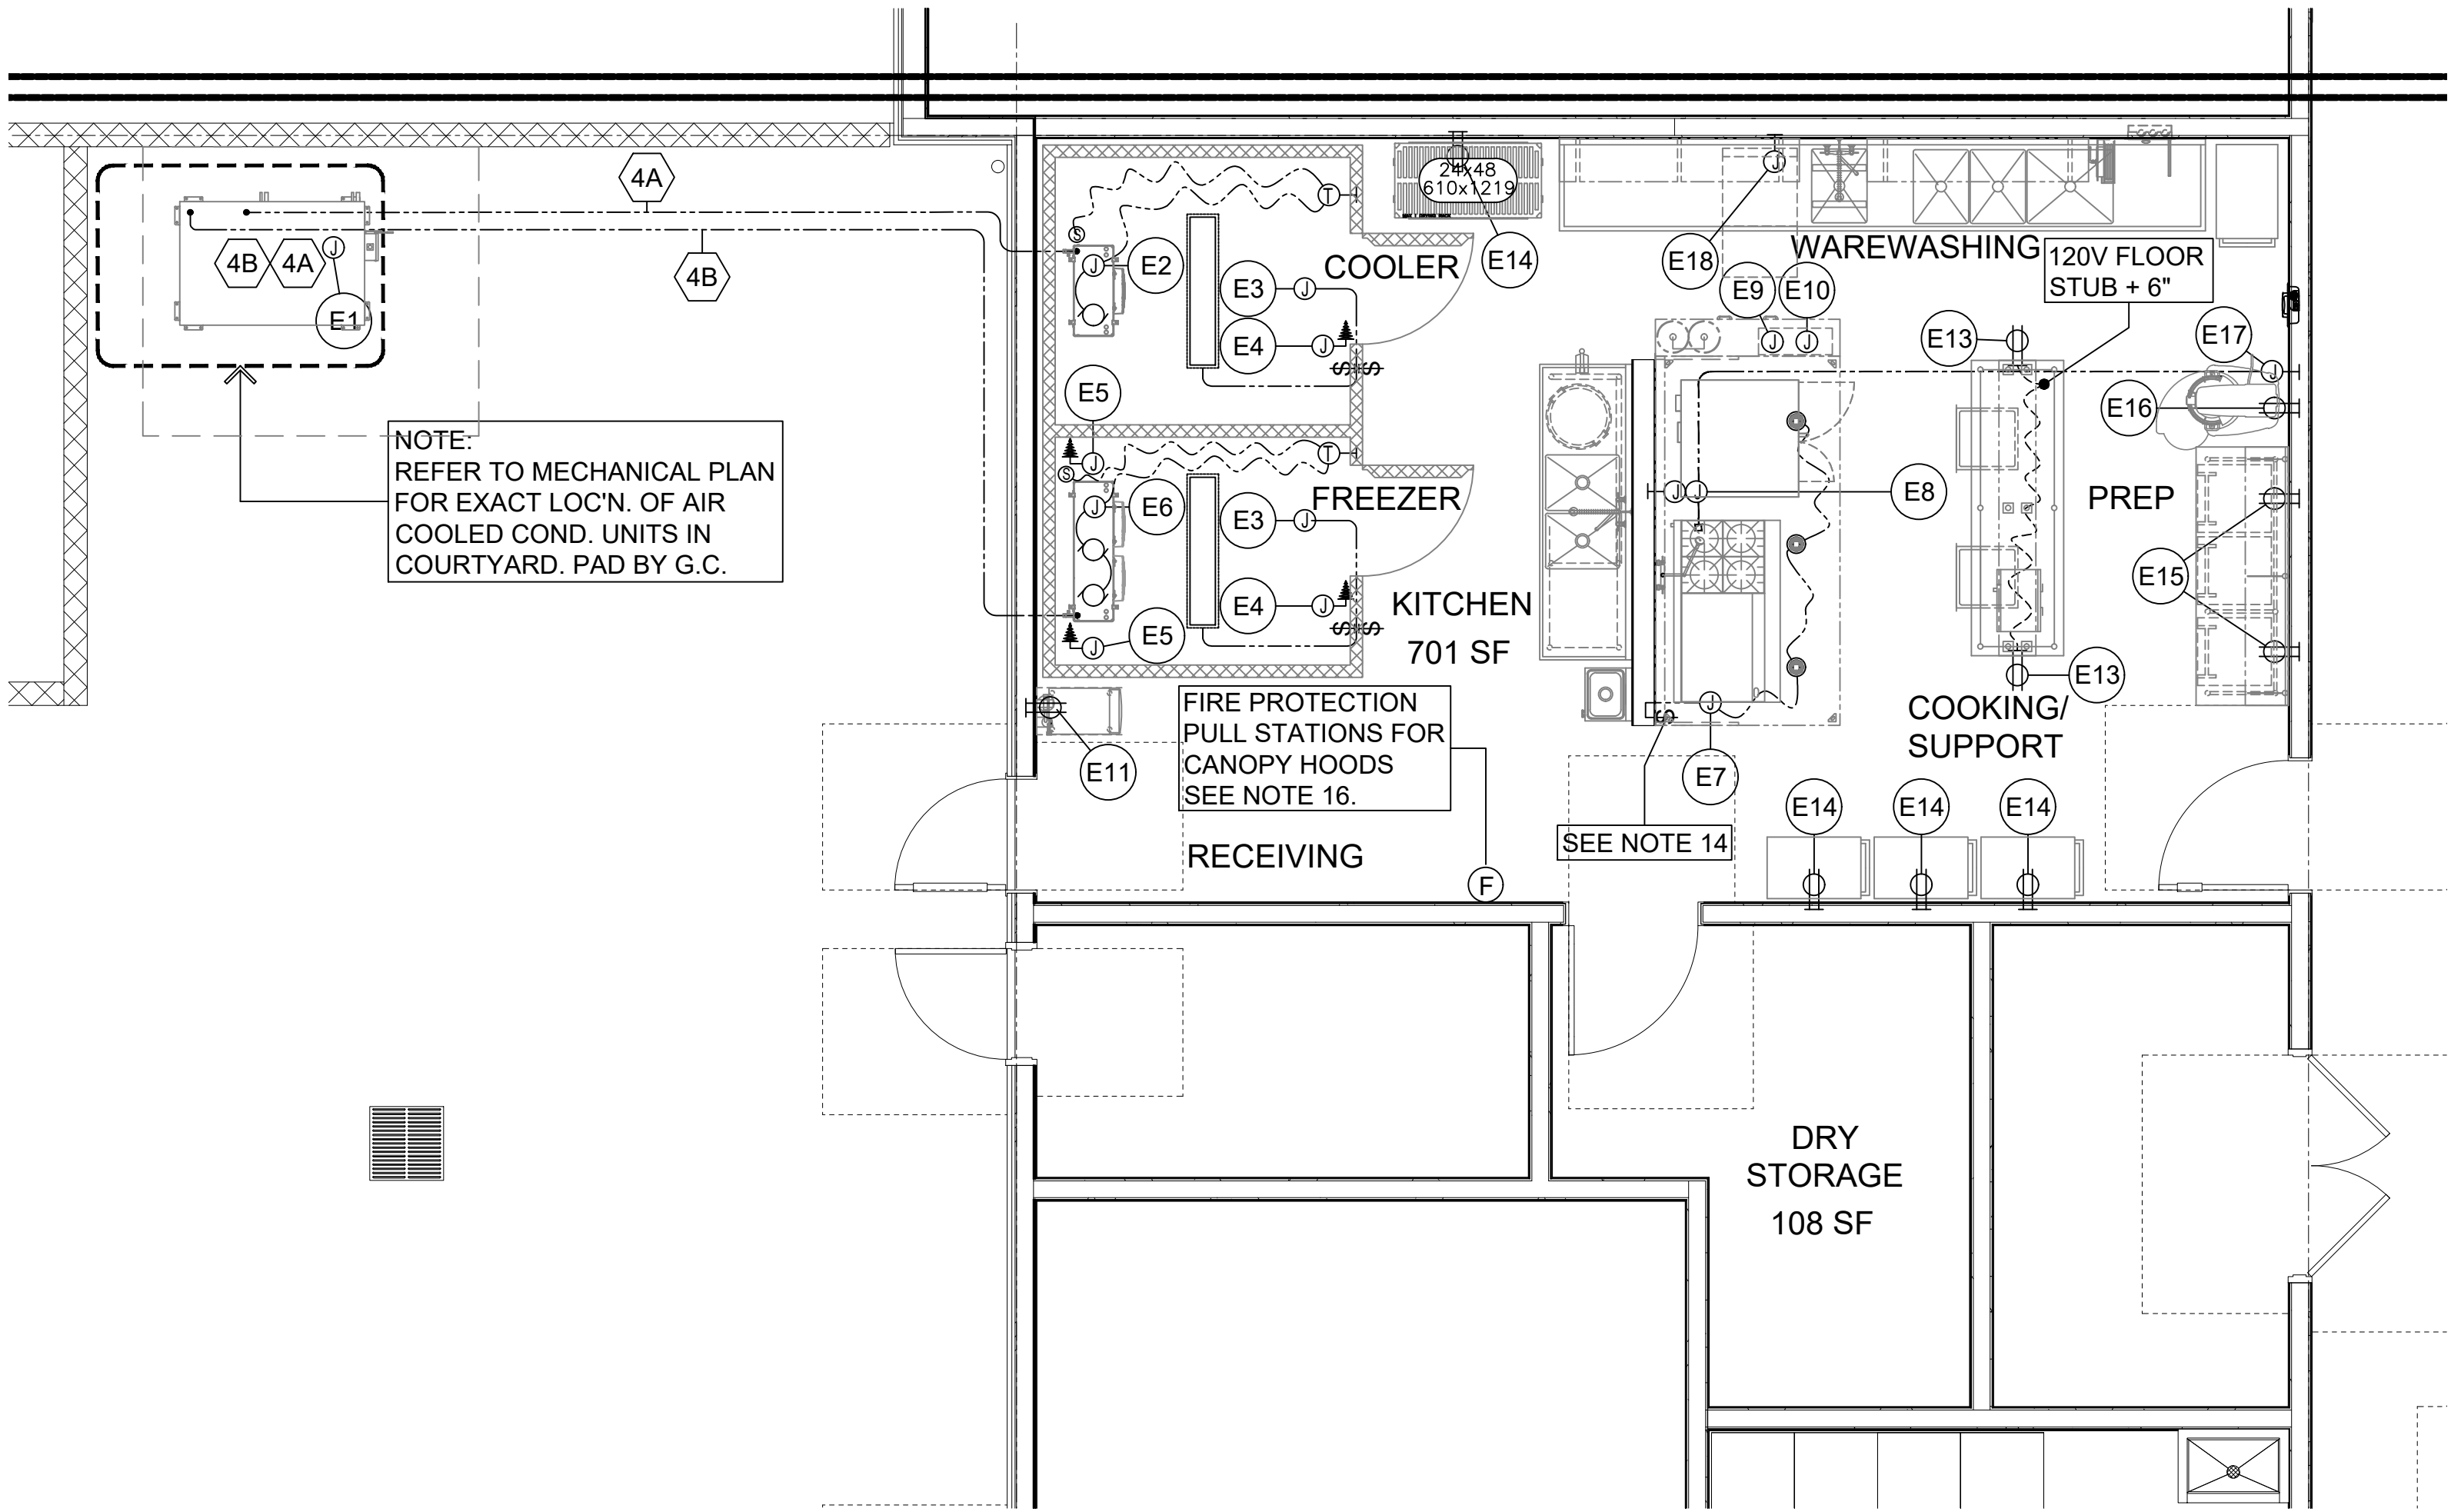 4A
4B
4B
4A
J
E1
NOTE:
REFER TO MECHANICAL PLAN
FOR EXACT LOC'N. OF AIR
COOLED COND. UNITS IN
COURTYARD. PAD BY G.C.
T
S
J
E2
E3
J
E4
J
$
$
COOLER
24x48
610x1219
E14
J
E18
WAREWASHING
120V FLOOR
STUB + 6"
E9
E10
J
J
E13
E17
J
E16
E5
J
S
T
J
E6
FREEZER
E3
J
E4
J
$
$
J
E5
KITCHEN
701 SF
J
J
E8
PREP
E15
E13
COOKING/
SUPPORT
E11
FIRE PROTECTION
PULL STATIONS FOR
CANOPY HOODS
SEE NOTE 16.
$
J
E7
SEE NOTE 14
E14
E14
E14
RECEIVING
F
DRY
STORAGE
108 SF